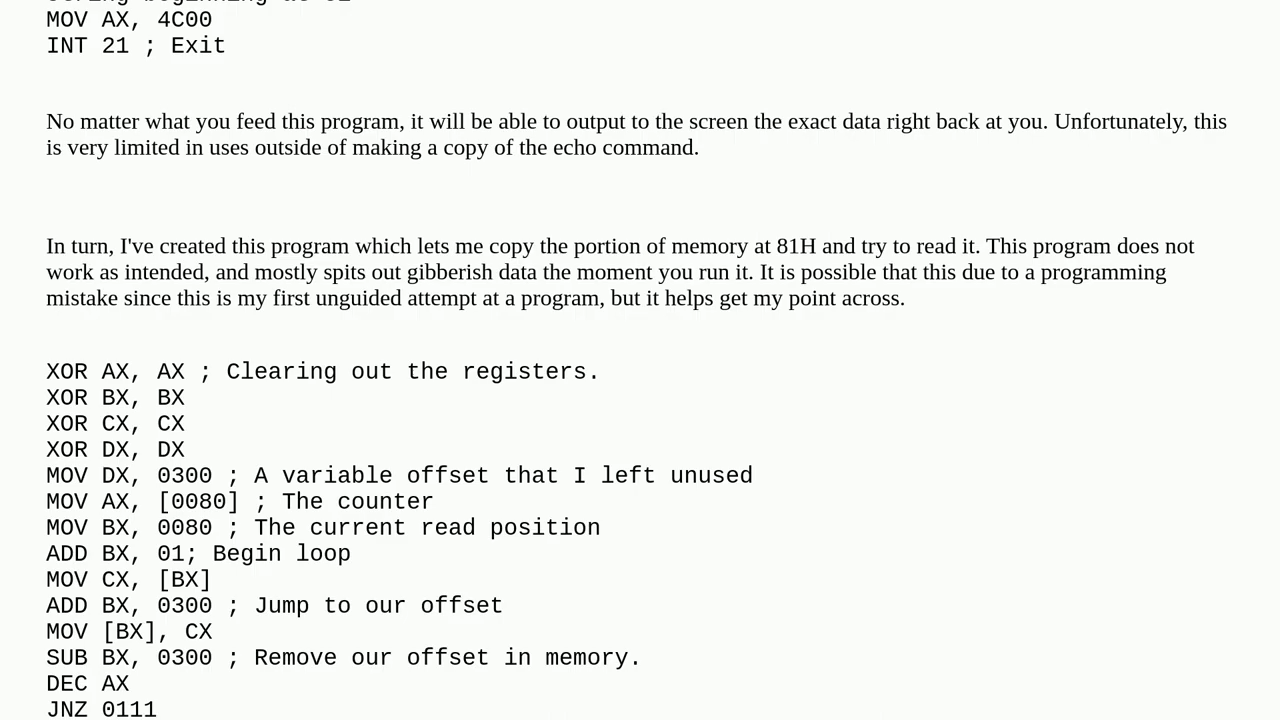 MOV AX, 4C00
INT 21 ; Exit
No matter what you feed this program, it will be able to output to the screen the exact data right back at you. Unfortunately, this
is very limited in uses outside of making a copy of the echo command.
In turn, I've created this program which lets me copy the portion of memory at 81H and try to read it. This program does not
work as intended, and mostly spits out gibberish data the moment you run it. It is possible that this due to a programming
mistake since this is my first unguided attempt at a program, but it helps get my point across.
XOR AX, AX ; Clearing out the registers.
XOR BX, BX
XOR CX, CX
XOR DX, DX
MOV DX, 0300 ; A variable offset that I left unused
MOV AX, [0080] ; The counter
MOV BX, 0080 ; The current read position
ADD BX, 01; Begin loop
MOV CX, [BX]
ADD BX, 0300 ; Jump to our offset
MOV [BX], CX
SUB BX, 0300 ; Remove our offset in memory.
DEC AX
JNZ 0111